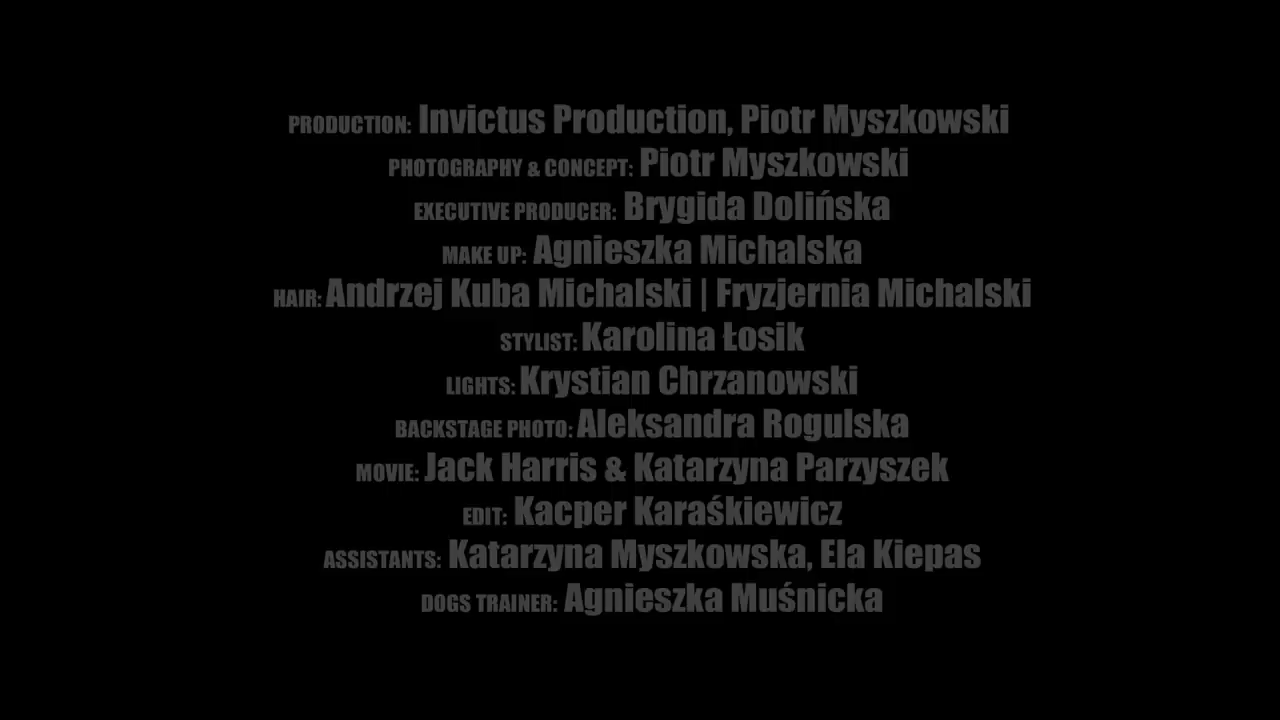 PRODUCTION: Invictus Production, Piotr Myszkowski
PHOTOGRAPHY & CONCEPT: Piotr Myszkowski
EXECUTIVE PRODUCER: Brygida Dolińska
MAKE UP: Agnieszka Michalska
HAIR: Andrzej Kuba Michalski | Fryzjernia Michalski
STYLIST: Karolina Łosik
LIGHTS: Krystian Chrzanowski
BACKSTAGE PHOTO: Aleksandra Rogulska
MOVIE: Jack Harris & Katarzyna Parzyszek
EDIT: Kacper Karaśkiewicz
ASSISTANTS: Katarzyna Myszkowska, Ela Kiepas
DOGS TRAINER: Agnieszka Muśnicka